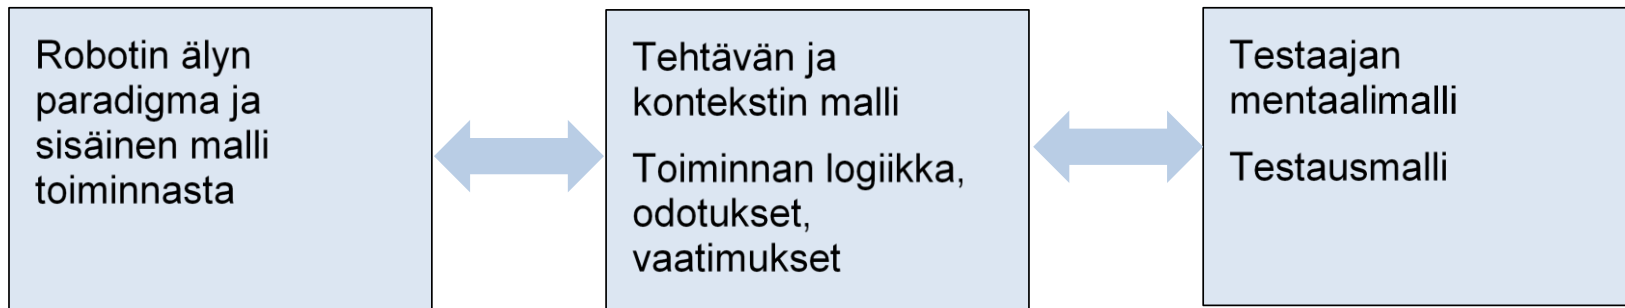 Robotin älyn
paradigma ja
sisäinen malli
toiminnasta
Tehtävän ja
kontekstin malli
Toiminnan logiikka,
odotukset,
vaatimukset
Testaajan
mentaalimalli
Testausmalli